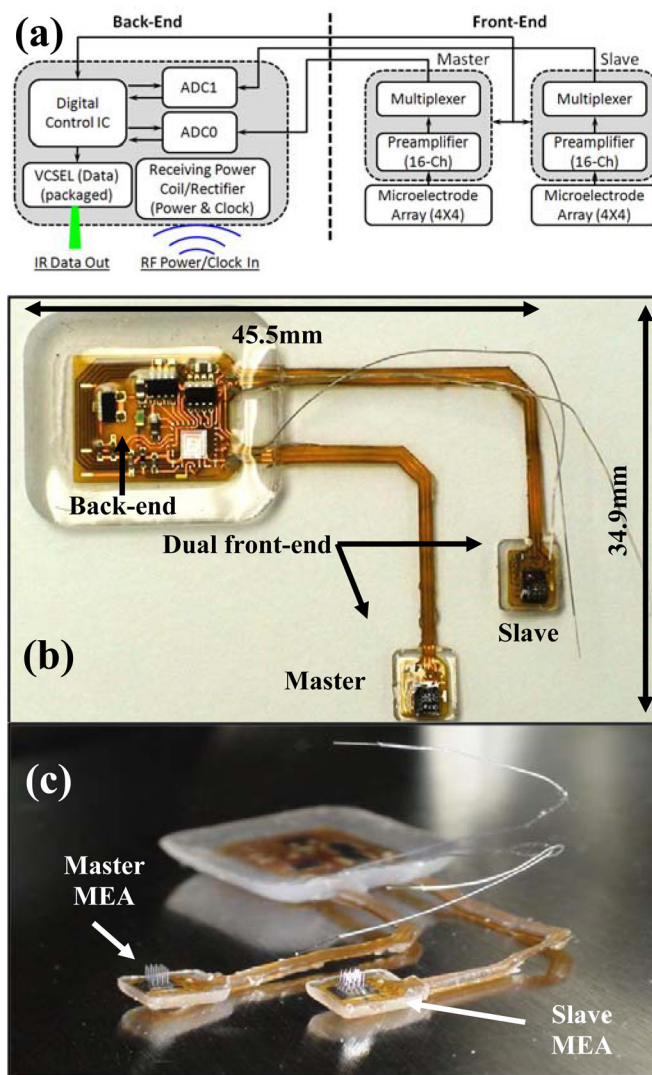 (a)
Back-End
Front-End
Master
Slave
Digital
Control IC
ADC1
ADC0
VCSEL (Data)
(packaged)
Receiving Power
Coil/Rectifier
(Power & Clock)
Multiplexer
Preamplifier
(16-Ch)
Microelectrode
Array (4X4)
Multiplexer
Preamplifier
(16-Ch)
Microelectrode
Array (4X4)
IR Data Out
RF Power/Clock In
45.5mm
34.9mm
Back-end
Dual front-end
Slave
Master
(b)
(c)
Master
MEA
Slave
MEA